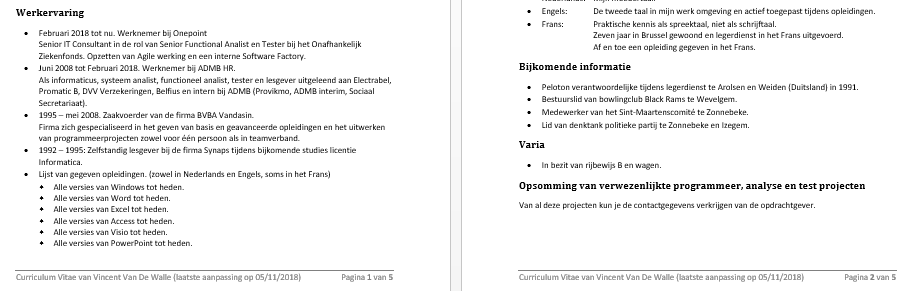 Werkervaring
• Februari 2018 tot nu. Werknemer bij Onepoint
Senior IT Consultant in de rol van Senior Functional Analist en Tester bij het Onafhankelijk
Ziekenfonds. Opzetten van Agile werking en een interne Software Factory.
• Juni 2008 tot Februari 2018. Werknemer bij ADMB HR.
Als informaticus, systeem analist, functioneel analist, tester en lesgever uitgeleend aan Electrabel,
Promatic B, DVV Verzekeringen, Belfius en intern bij ADMB (Provikmo, ADMB interim, Sociaal
Secretariaat).
• 1995 – mei 2008. Zaakvoerder van de firma BVBA Vandasin.
Firma zich gespecialiseerd in het geven van basis en geavanceerde opleidingen en het uitwerken
van programmeerprojecten zowel voor één persoon als in teamverband.
• 1992 – 1995: Zelfstandig lesgever bij de firma Synaps tijdens bijkomende studies licentie
Informatica.
• Lijst van gegeven opleidingen. (zowel in Nederlands en Engels, soms in het Frans)
♦ Alle versies van Windows tot heden.
♦ Alle versies van Word tot heden.
♦ Alle versies van Excel tot heden.
♦ Alle versies van Access tot heden.
♦ Alle versies van Visio tot heden.
♦ Alle versies van PowerPoint tot heden.
Curriculum Vitae van Vincent Van De Walle (laatste aanpassing op 05/11/2018) Pagina 1 van 5
• Engels: De tweede taal in mijn werk omgeving en actief toegepast tijdens opleidingen.
• Frans: Praktische kennis als spreektaal, niet als schrijftaal.
Zeven jaar in Brussel gewoond en legerdienst in het Frans uitgevoerd.
Af en toe een opleiding gegeven in het Frans.
Bijkomende informatie
• Peloton verantwoordelijke tijdens legerdienst te Arolsen en Weiden (Duitsland) in 1991.
• Bestuurslid van bowlingclub Black Rams te Wevelgem.
• Medewerker van het Sint-Maartenscomité te Zonnebeke.
• Lid van denktank politieke partij te Zonnebeke en Izegem.
Varia
• In bezit van rijbewijs B en wagen.
Opsomming van verwezenlijkte programmeer, analyse en test projecten
Van al deze projecten kun je de contactgegevens verkrijgen van de opdrachtgever.
Curriculum Vitae van Vincent Van De Walle (laatste aanpassing op 05/11/2018) Pagina 2 van 5